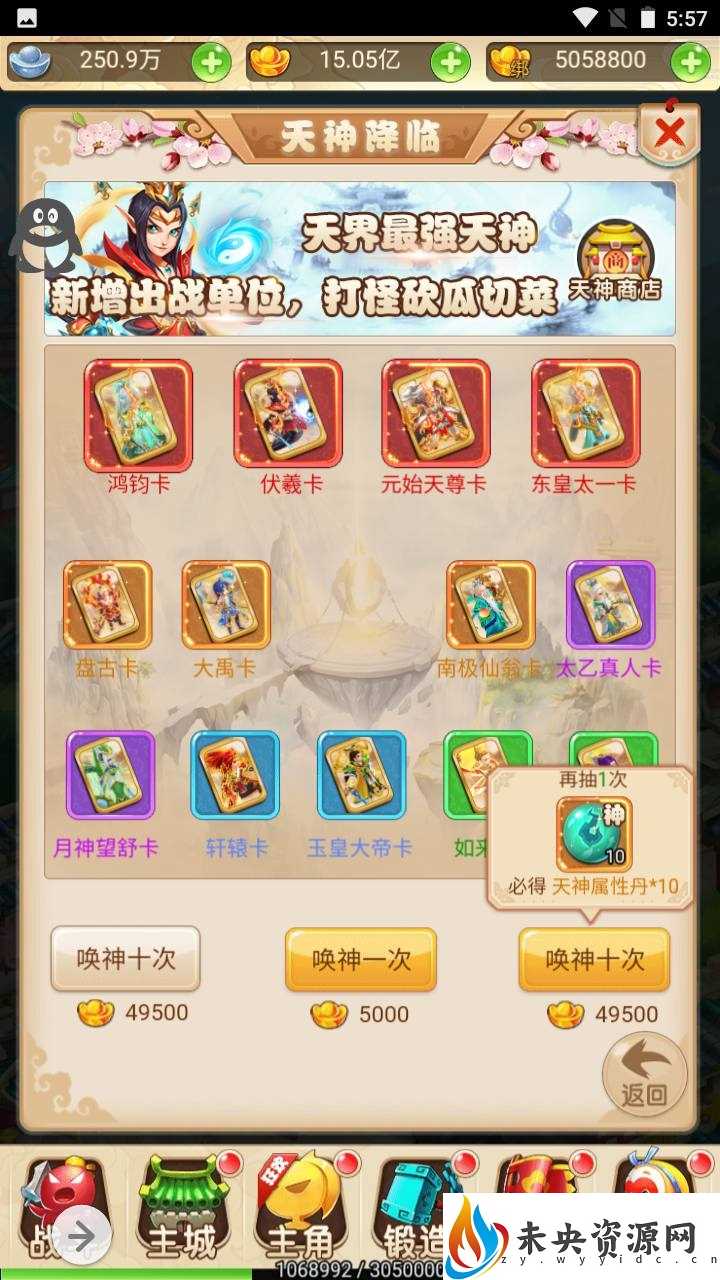 5:57
250.9万
15.05亿
绑
5058800
天神降临
天界最强天神
新增出战单位，打怪砍瓜切菜
商
天神商店
鸿钧卡
伏羲卡
元始天尊卡
东皇太一卡
盘古卡
大禹卡
南极仙翁卡
太乙真人卡
月神望舒卡
轩辕卡
玉皇大帝卡
如来
再抽1次
神
10
必得 天神属性丹*10
唤神十次
唤神一次
唤神十次
49500
5000
49500
返回
狂欢
主城
主角
锻造
1068992 / 3050000
未央资源网
zy.wyyidc.cn